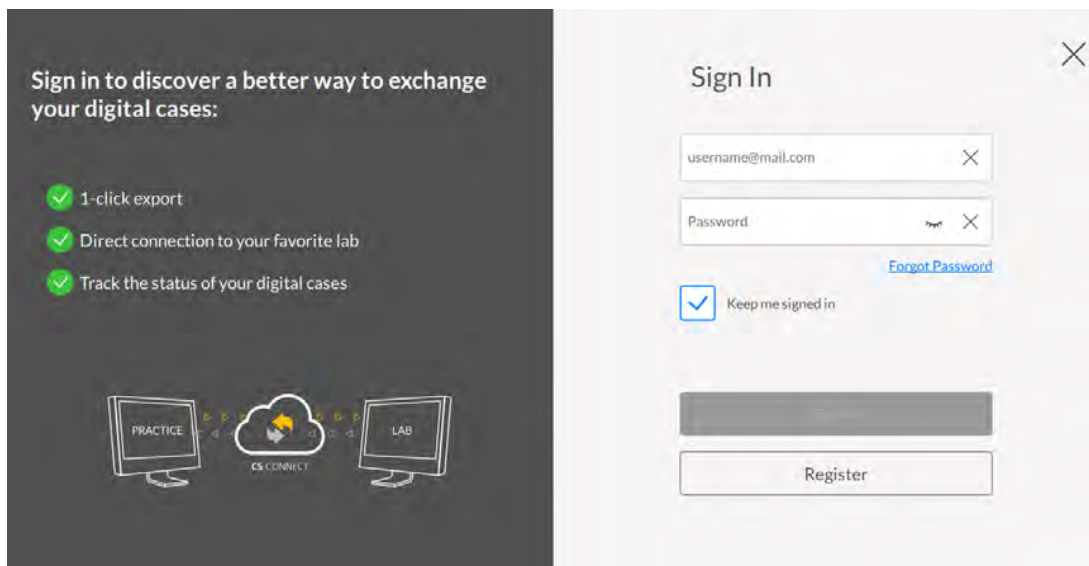 Sign in to discover a better way to exchange
your digital cases:
1-click export
Direct connection to your favorite lab
Track the status of your digital cases
PRACTICE
CS CONNECT
LAB
Sign In
username@mail.com
Password
Forgot Password
Keep me signed in
Register